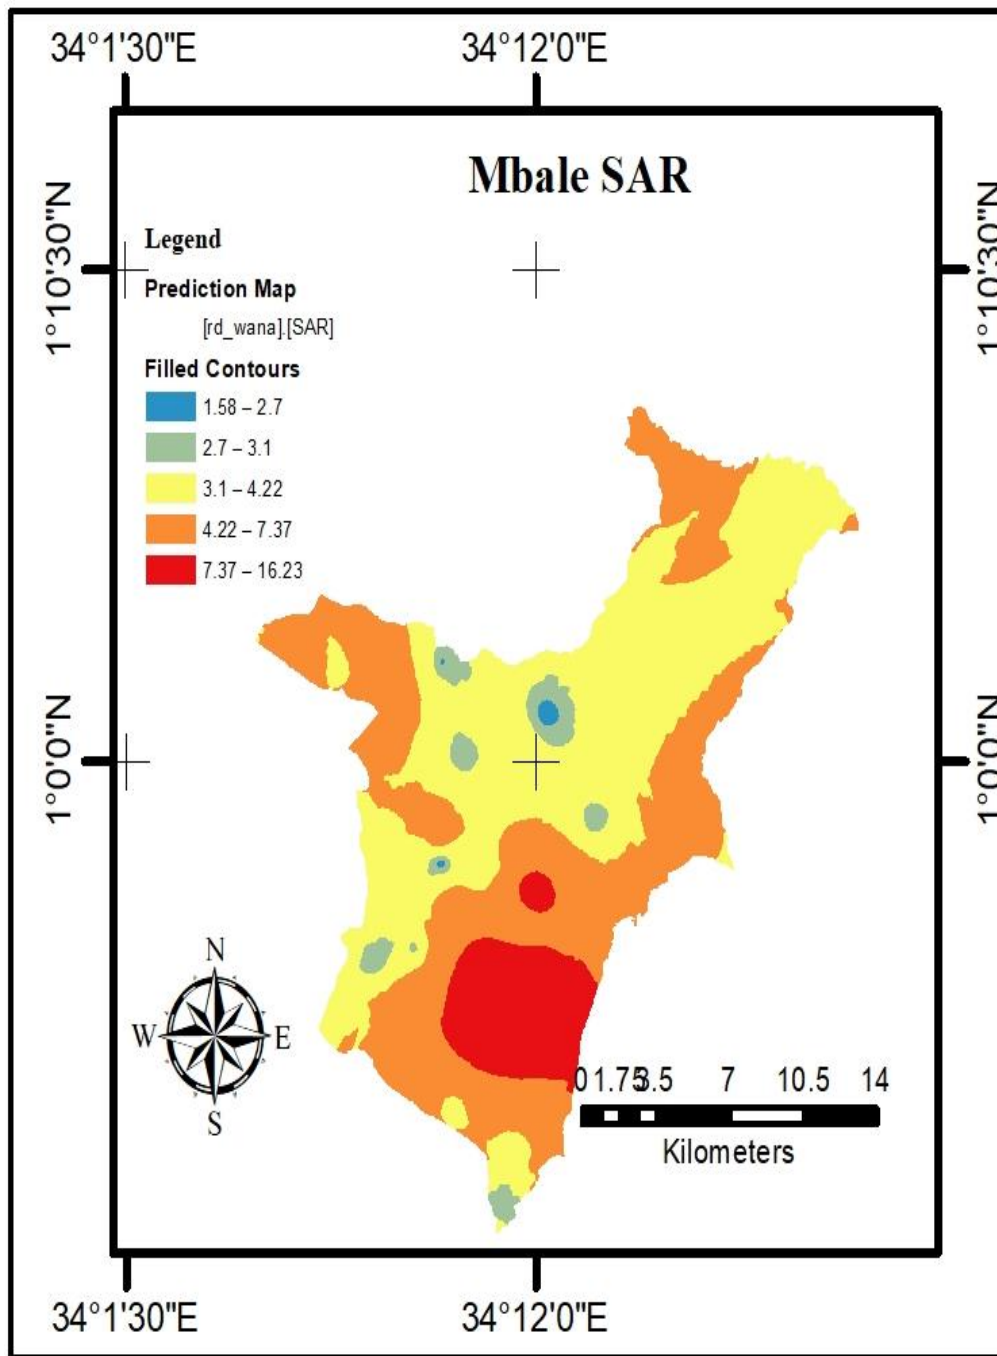 34°1'30"E 34°12'0"E
Mbale SAR
1°10'30"N
1°10'30"N
Legend
Prediction Map
[rd_wana].[SAR]
Filled Contours
1.58 – 2.7
2.7 – 3.1
3.1 – 4.22
4.22 – 7.37
7.37 – 16.23
1°0'0"N
1°0'0"N
N
W E
S
0 1.75 3.5 7 10.5 14
Kilometers
34°1'30"E 34°12'0"E